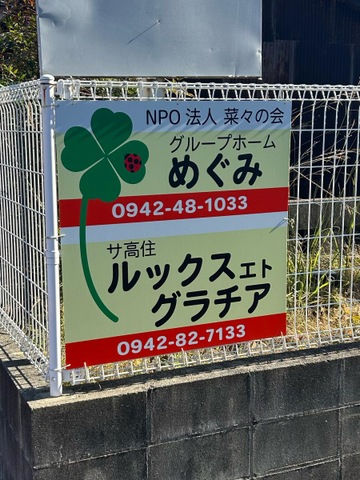 NPO 法人 菜々の会
グループホーム
めぐみ
0942-48-1033
サ高住
ルックスエト
グラチア
0942-82-7133